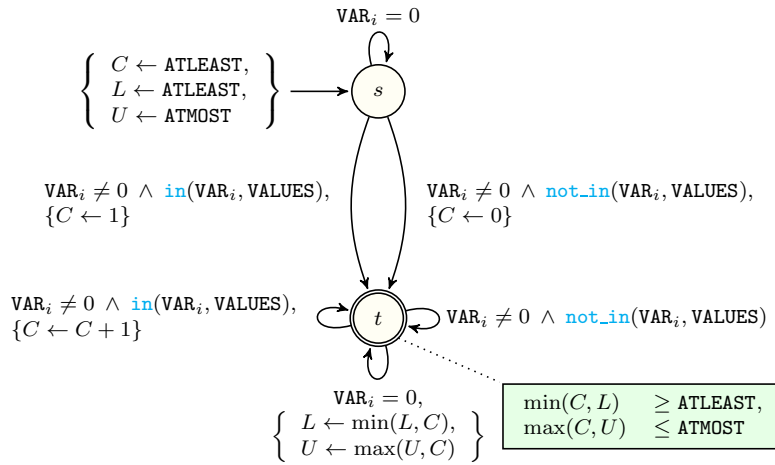 VAR_i = 0
C ← ATLEAST,
L ← ATLEAST,
U ← ATMOST
s
VAR_i ≠ 0 ∧ in(VAR_i, VALUES),
{C ← 1}
VAR_i ≠ 0 ∧ not_in(VAR_i, VALUES),
{C ← 0}
VAR_i ≠ 0 ∧ in(VAR_i, VALUES),
{C ← C + 1}
t
VAR_i ≠ 0 ∧ not_in(VAR_i, VALUES)
VAR_i = 0,
L ← min(L, C),
U ← max(U, C)
min(C, L) ≥ ATLEAST,
max(C, U) ≤ ATMOST